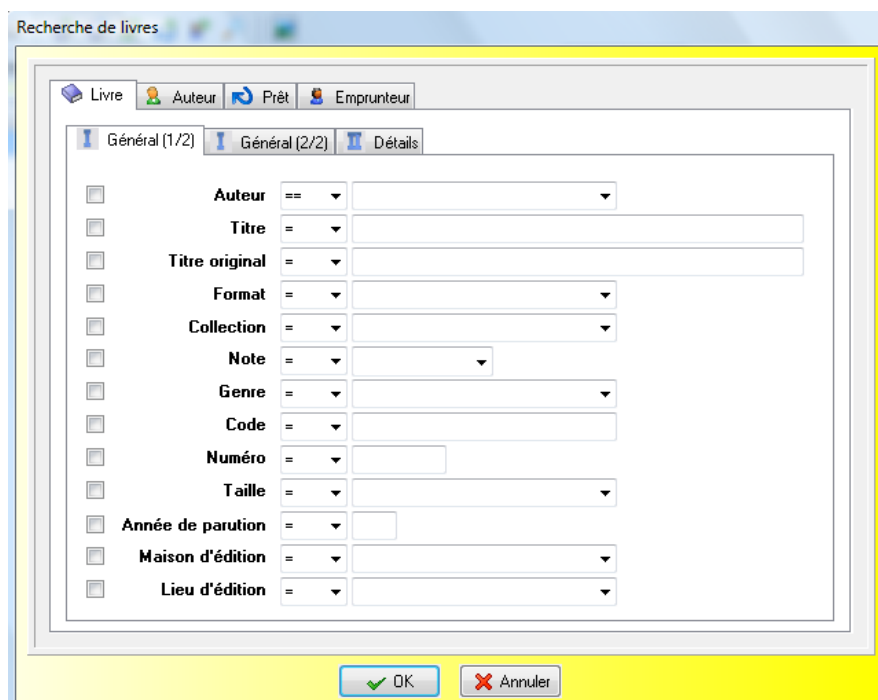 Recherche de livres
Livre Auteur Prêt Emprunteur
Général (1/2) Général (2/2) Détails
Auteur ==
Titre =
Titre original =
Format =
Collection =
Note =
Genre =
Code =
Numéro =
Taille =
Année de parution =
Maison d'édition =
Lieu d'édition =
OK Annuler